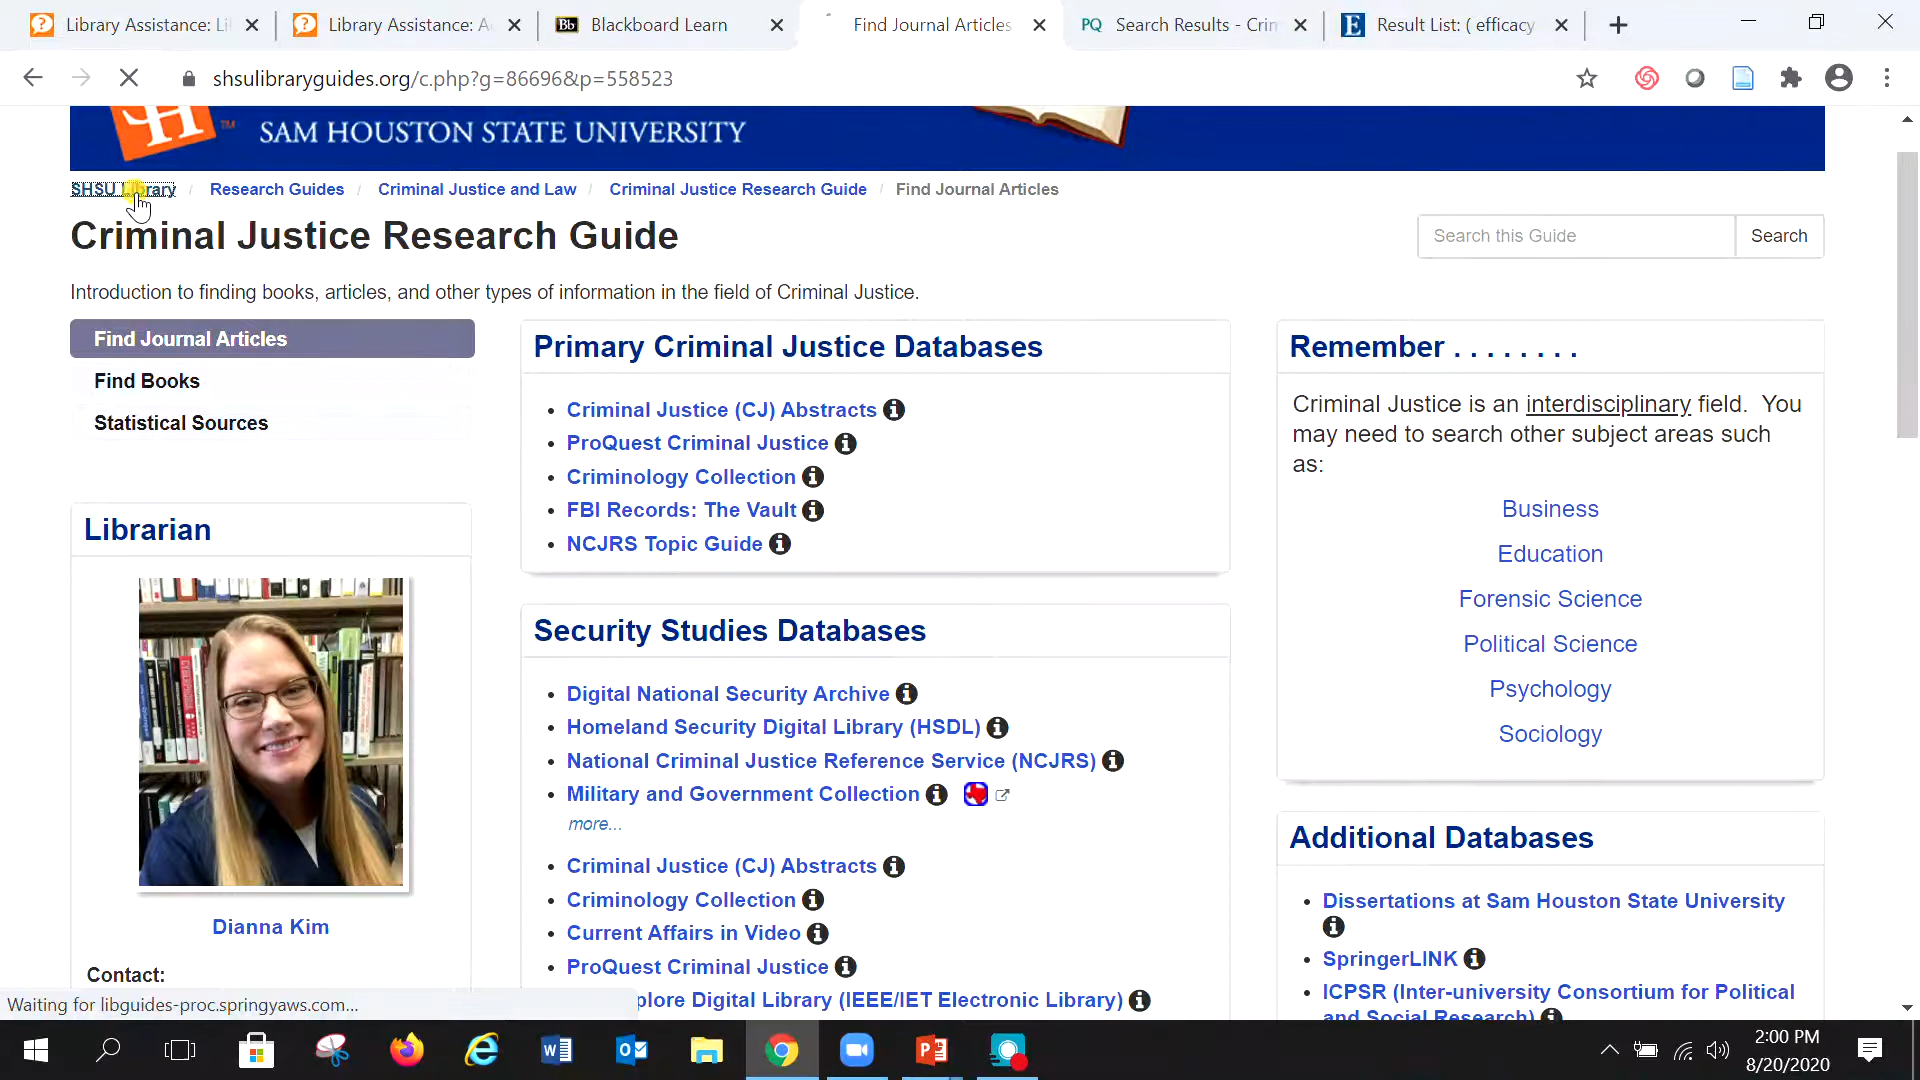 Library Assistance: Li
Library Assistance: A
Bb Blackboard Learn
Find Journal Articles
PQ Search Results - Crim
E Result List: ( efficacy
shsulibraryguides.org/c.php?g=86696&p=558523
SAM HOUSTON STATE UNIVERSITY
SHSU Library / Research Guides / Criminal Justice and Law / Criminal Justice Research Guide / Find Journal Articles
Criminal Justice Research Guide
Search this Guide Search
Introduction to finding books, articles, and other types of information in the field of Criminal Justice.
Find Journal Articles
Find Books
Statistical Sources
Librarian
Dianna Kim
Contact:
Primary Criminal Justice Databases
Criminal Justice (CJ) Abstracts
ProQuest Criminal Justice
Criminology Collection
FBI Records: The Vault
NCJRS Topic Guide
Security Studies Databases
Digital National Security Archive
Homeland Security Digital Library (HSDL)
National Criminal Justice Reference Service (NCJRS)
Military and Government Collection
more...
Criminal Justice (CJ) Abstracts
Criminology Collection
Current Affairs in Video
ProQuest Criminal Justice
plore Digital Library (IEEE/IET Electronic Library)
Remember . . . . . . . .
Criminal Justice is an interdisciplinary field. You
may need to search other subject areas such
as:
Business
Education
Forensic Science
Political Science
Psychology
Sociology
Additional Databases
Dissertations at Sam Houston State University
SpringerLINK
ICPSR (Inter-university Consortium for Political
and Social Research)
Waiting for libguides-proc.springyaws.com...
2:00 PM
8/20/2020